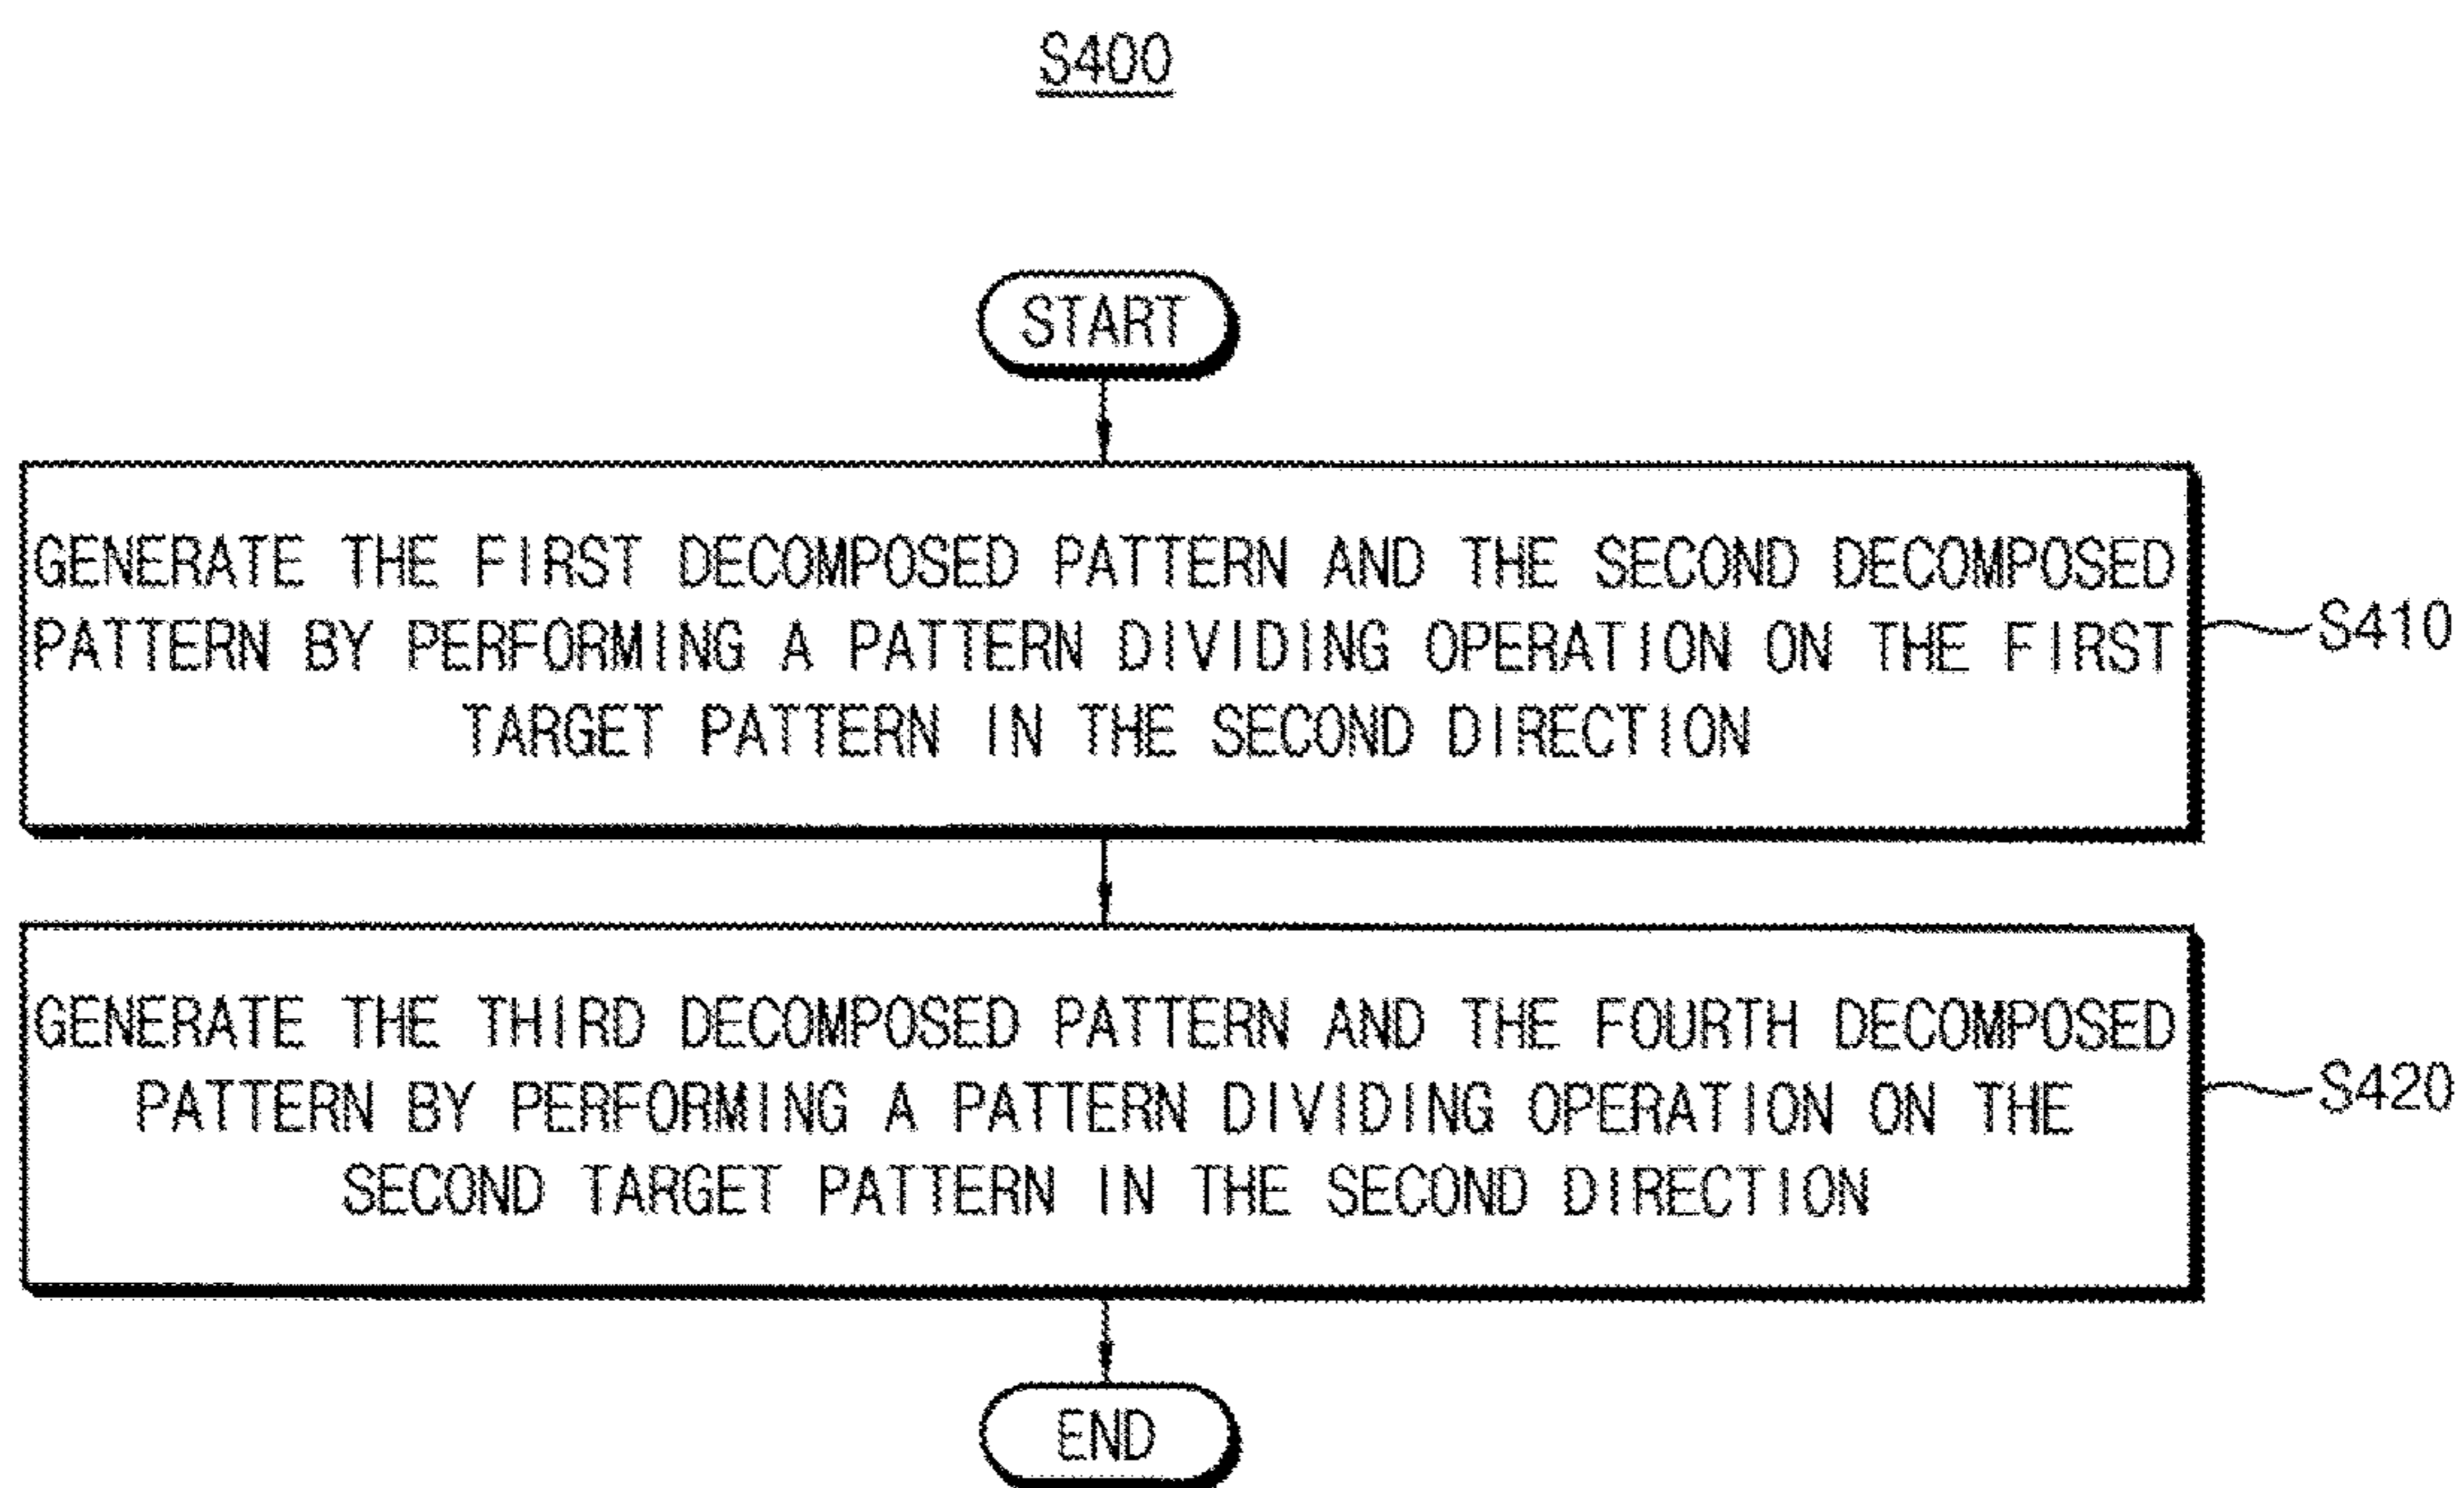 S400
START
GENERATE THE FIRST DECOMPOSED PATTERN AND THE SECOND DECOMPOSED
PATTERN BY PERFORMING A PATTERN DIVIDING OPERATION ON THE FIRST
TARGET PATTERN IN THE SECOND DIRECTION
S410
GENERATE THE THIRD DECOMPOSED PATTERN AND THE FOURTH DECOMPOSED
PATTERN BY PERFORMING A PATTERN DIVIDING OPERATION ON THE
SECOND TARGET PATTERN IN THE SECOND DIRECTION
S420
END